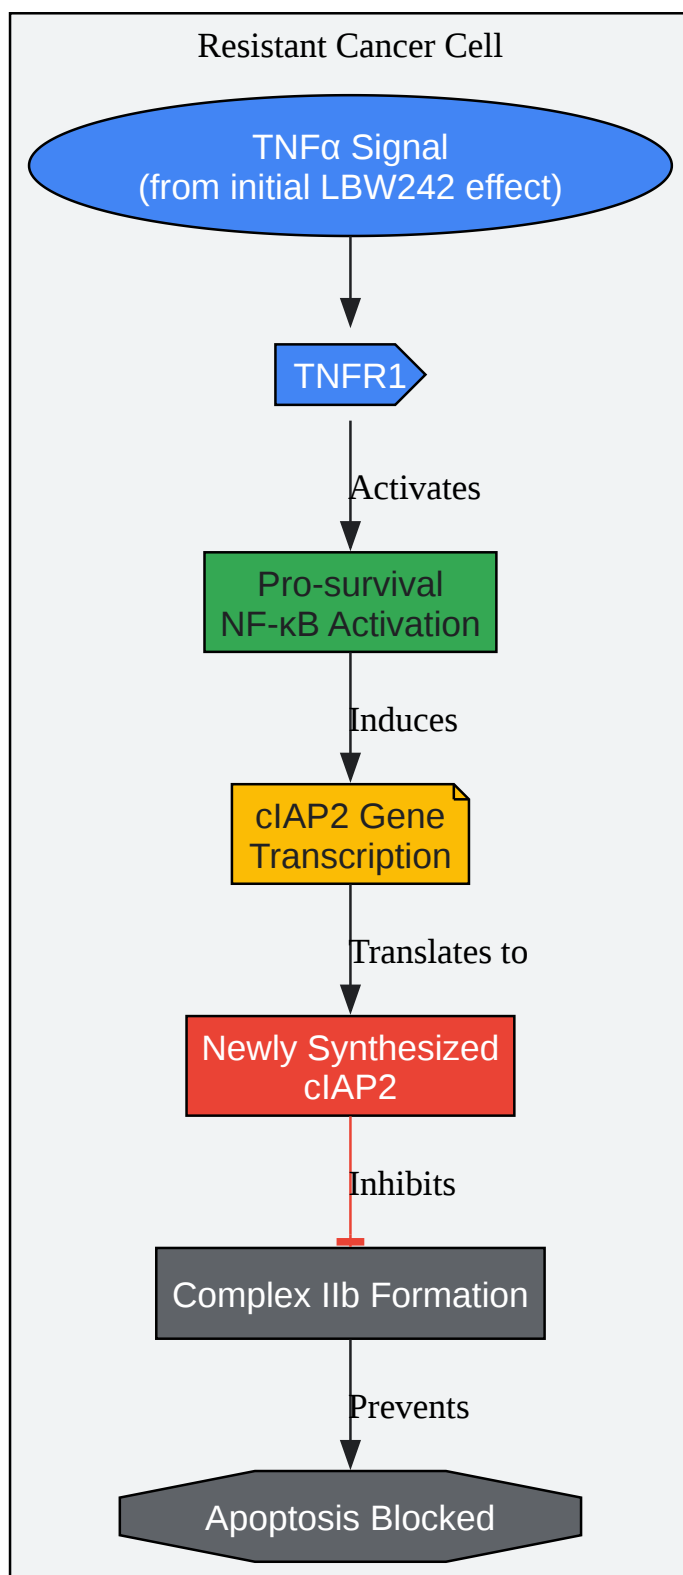 Resistant Cancer Cell
TNFα Signal
(from initial LBW242 effect)
TNFR1
Activates
Pro-survival
NF-κB Activation
Induces
cIAP2 Gene
Transcription
Translates to
Newly Synthesized
cIAP2
Inhibits
Complex IIb Formation
Prevents
Apoptosis Blocked